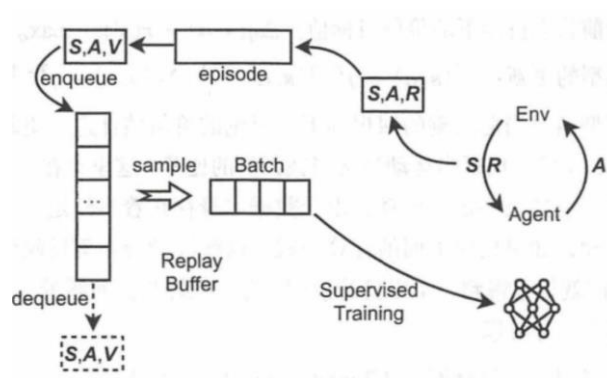 S,A,V
enqueue
episode
S,A,R
Env
S
R
A
Agent
sample
Batch
...
Replay
Buffer
dequeue
Supervised
Training
S,A,V